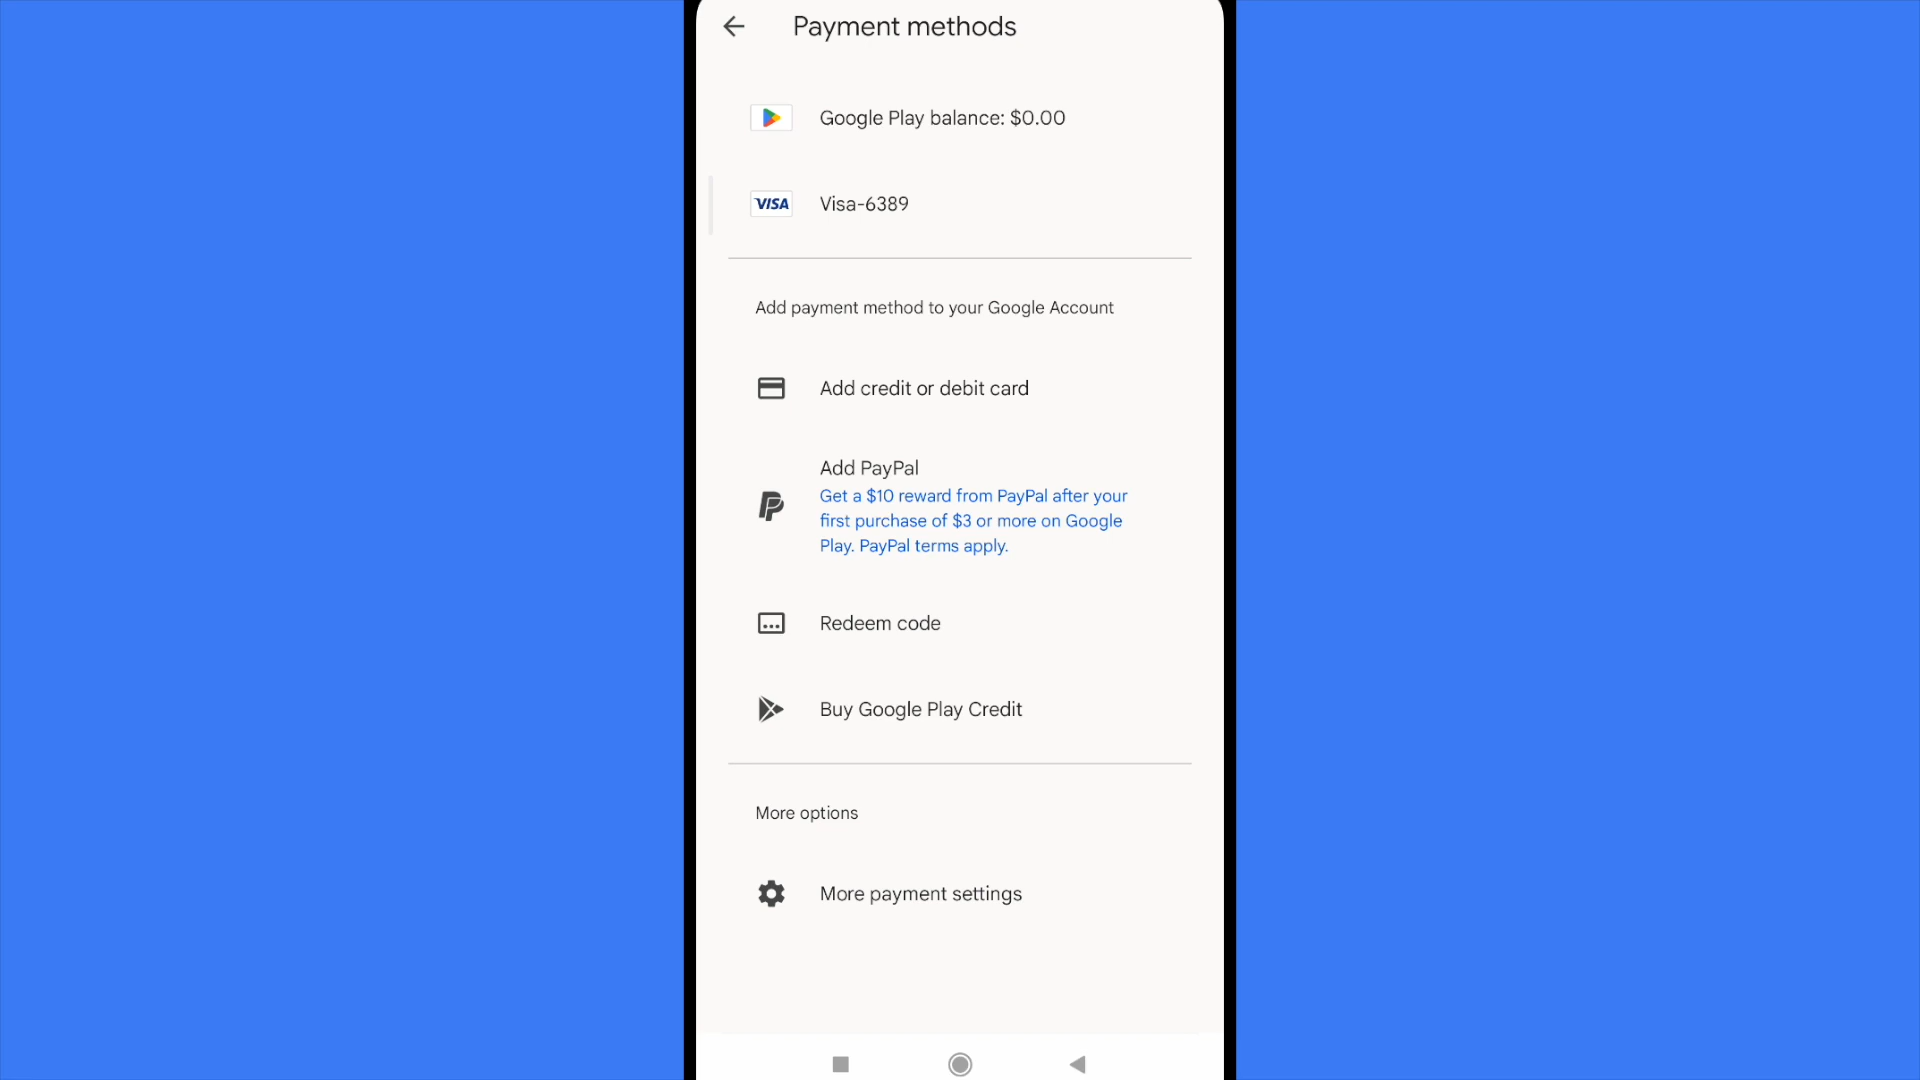 Payment methods
Google Play balance: $0.00
VISA
Visa-6389
Add payment method to your Google Account
Add credit or debit card
Add PayPal
Get a $10 reward from PayPal after your
first purchase of $3 or more on Google
Play. PayPal terms apply.
Redeem code
Buy Google Play Credit
More options
More payment settings